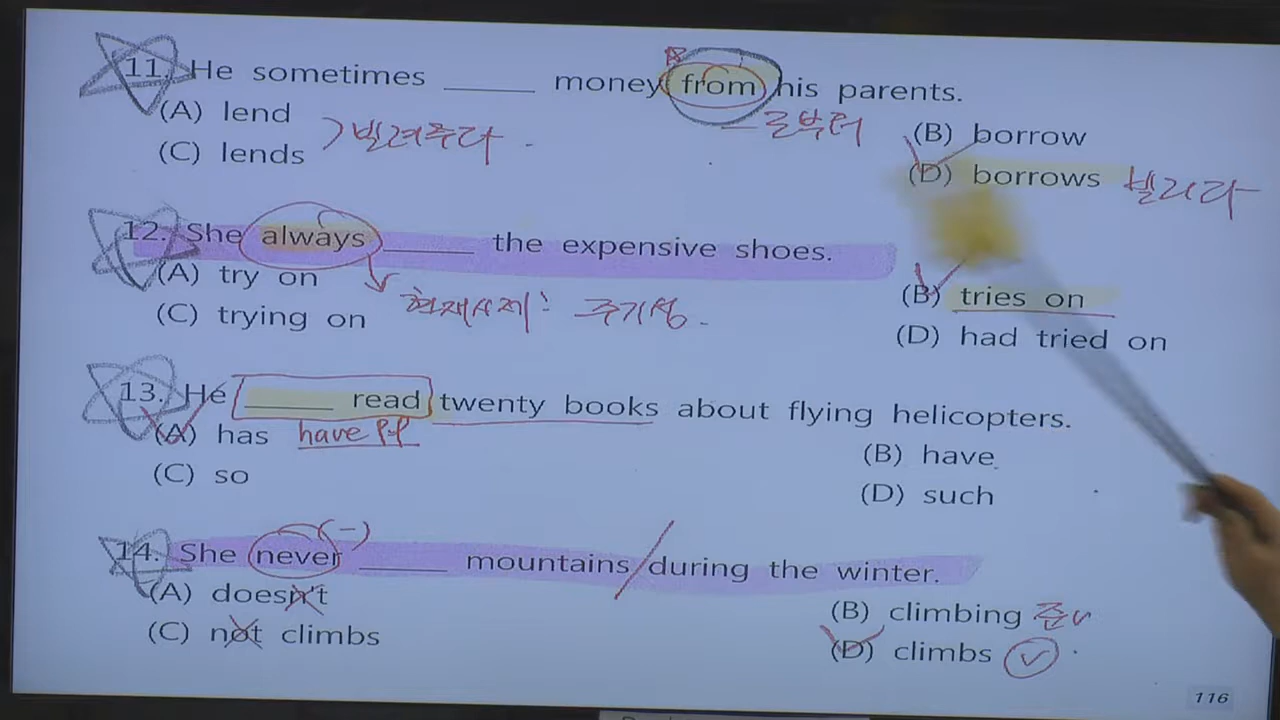 11. He sometimes ______ money from his parents.
~로부터
(A) lend
(B) borrow
(C) lends
빌려주다.
(D) borrows 빌리다
12. She always ______ the expensive shoes.
(A) try on
(B) tries on
현재시제: 주기성.
(C) trying on
(D) had tried on
13. He ______ read twenty books about flying helicopters.
(A) has have p.p
(B) have
(C) so
(D) such
14. She never ______ mountains / during the winter.
(-)
(A) doesn't
(B) climbing 준V
(C) not climbs
(D) climbs
116